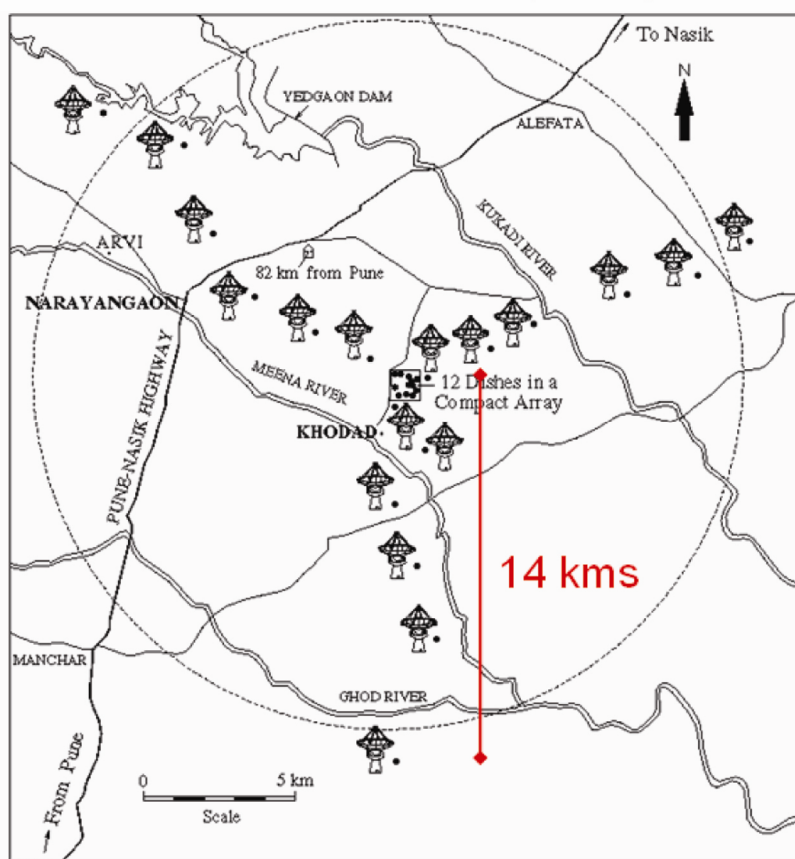 To Nasik
N
YEDGAON DAM
ALEFATA
KUKADI RIVER
ARVI
82 km from Pune
NARAYANGAON
MEENA RIVER
12 Dishes in a
Compact Array
KHODAD
PUNE-NASIK HIGHWAY
14 kms
MANCHAR
GHOD RIVER
From Pune
0 5 km
Scale